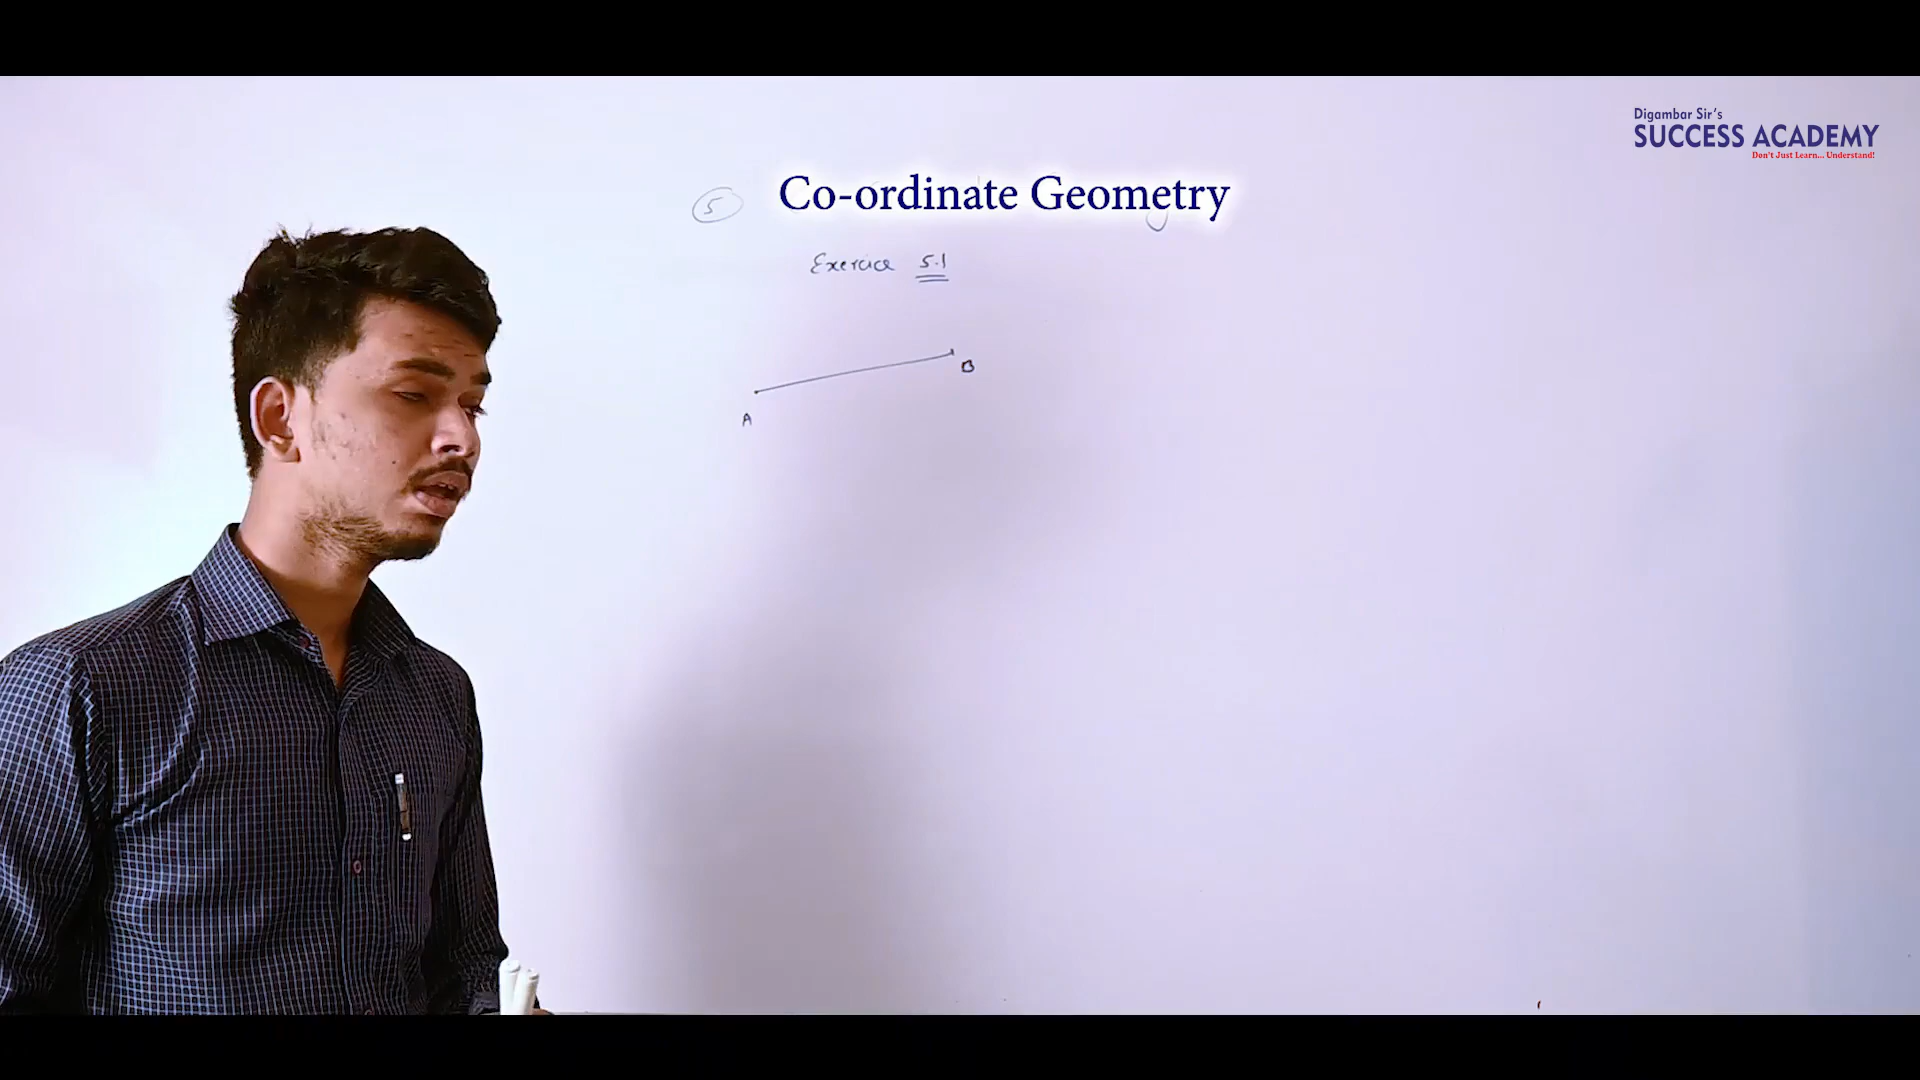 Digambar Sir's
SUCCESS ACADEMY
Don't Just Learn... Understand!
5 Co-ordinate Geometry
Exercise 5.1
B
A